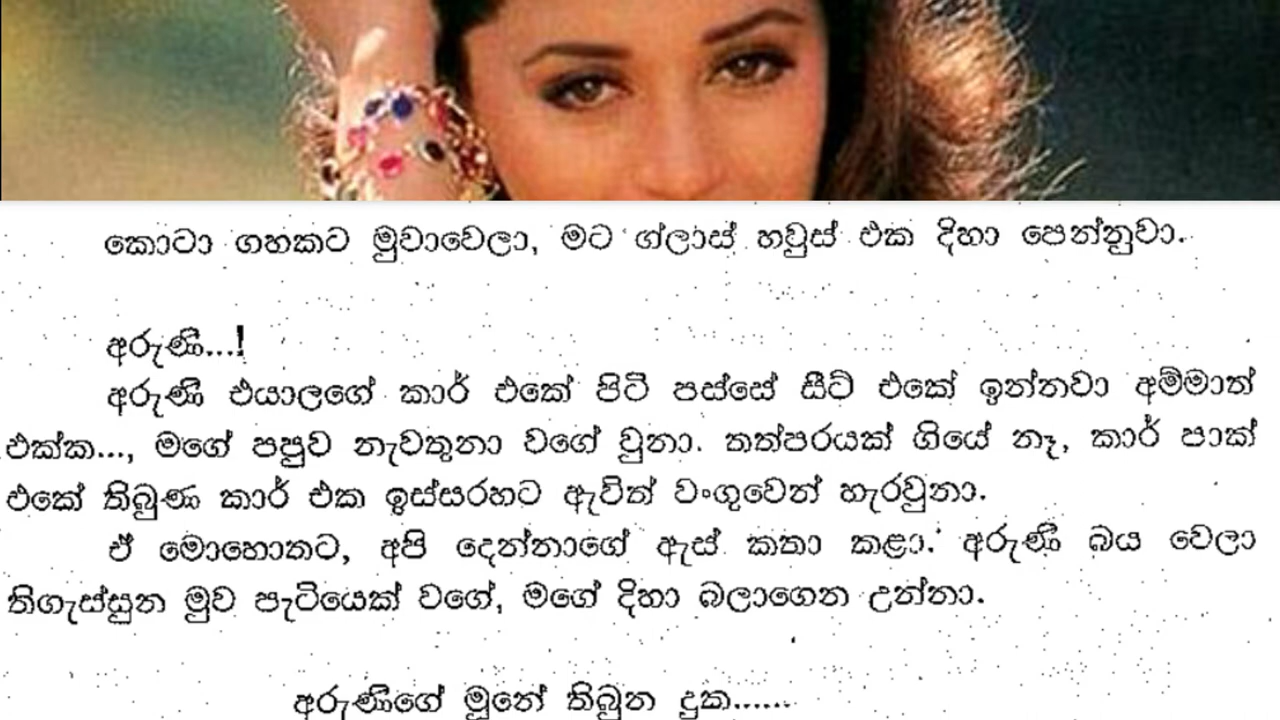 කොටා ගහකට මුවාවෙලා, මට ග්ලාස් හවුස් එක දිහා පෙන්නුවා.
අරුණි...!
අරුණි එයාලගේ කාර් එකේ පිටි පස්සේ සීට් එකේ ඉන්නවා අම්මාත්
එක්ක..., මගේ පපුව නැවතුනා වගේ වුනා. තත්පරයක් ගියේ නෑ, කාර් පාක්
එකේ තිබුණ කාර් එක ඉස්සරහට ඇවිත් වංගුවෙන් හැරවුනා.
ඒ මොහොතට, අපි දෙන්නාගේ ඇස් කතා කළා. අරුණි බය වෙලා
තිගැස්සුන මුව පැටියෙක් වගේ, මගේ දිහා බලාගෙන උන්නා.
අරුණිගේ මූනේ තිබුන දුක......